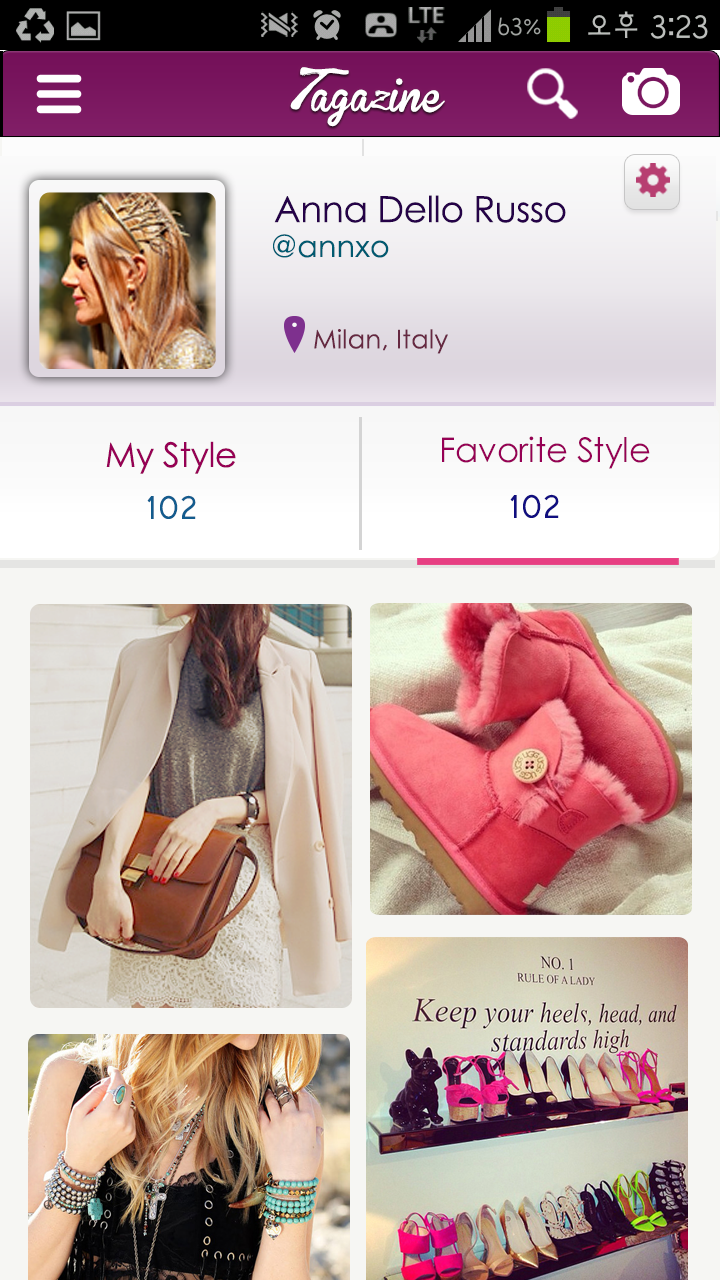 LTE
63%
오후 3:23
Tagazine
Anna Dello Russo
@annxo
Milan, Italy
My Style
102
Favorite Style
102
NO. 1
RULE OF A LADY
Keep your heels, head, and
standards high